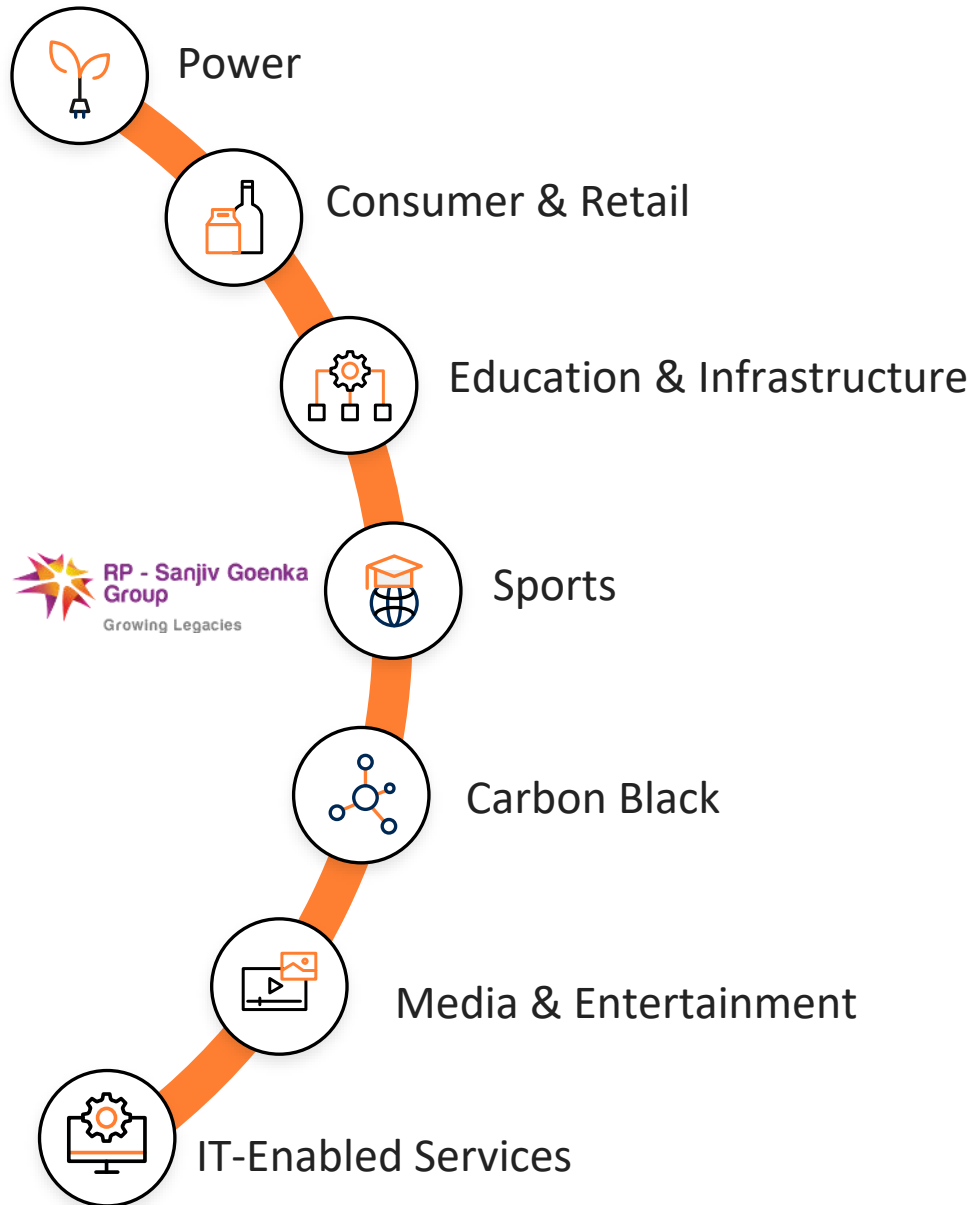 Power
Consumer & Retail
Education & Infrastructure
RP - Sanjiv Goenka
Group
Growing Legacies
Sports
Carbon Black
Media & Entertainment
IT-Enabled Services